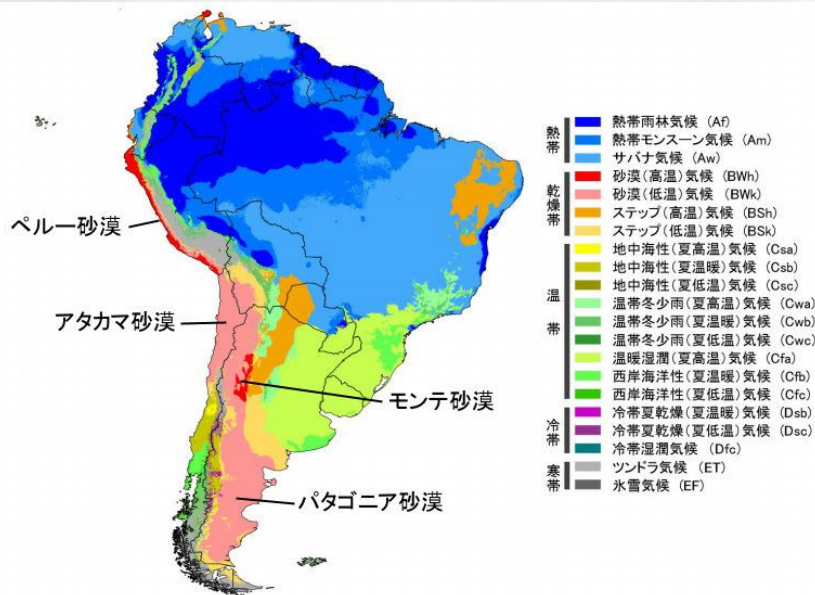 ペルー砂漠
アタカマ砂漠
モンテ砂漠
パタゴニア砂漠
熱帯
熱帯雨林気候 (Af)
熱帯モンスーン気候 (Am)
サバナ気候 (Aw)
乾燥帯
砂漠(高温)気候 (BWh)
砂漠(低温)気候 (BWk)
ステップ(高温)気候 (BSh)
ステップ(低温)気候 (BSk)
温帯
地中海性(夏高温)気候 (Csa)
地中海性(夏温暖)気候 (Csb)
地中海性(夏低温)気候 (Csc)
温帯冬少雨(夏高温)気候 (Cwa)
温帯冬少雨(夏温暖)気候 (Cwb)
温帯冬少雨(夏低温)気候 (Cwc)
温暖湿潤(夏高温)気候 (Cfa)
西岸海洋性(夏温暖)気候 (Cfb)
西岸海洋性(夏低温)気候 (Cfc)
冷帯
冷帯夏乾燥(夏温暖)気候 (Dsb)
冷帯夏乾燥(夏低温)気候 (Dsc)
冷帯湿潤気候 (Dfc)
寒帯
ツンドラ気候 (ET)
氷雪気候 (EF)